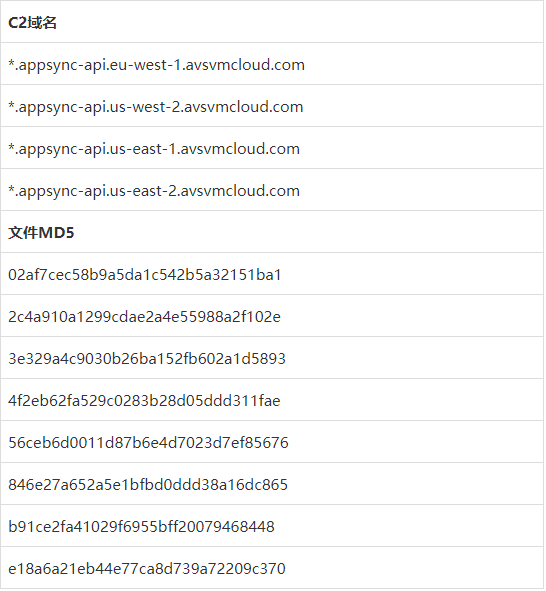 C2域名
*.appsync-api.eu-west-1.avsvmcloud.com
*.appsync-api.us-west-2.avsvmcloud.com
*.appsync-api.us-east-1.avsvmcloud.com
*.appsync-api.us-east-2.avsvmcloud.com
文件MD5
02af7cec58b9a5da1c542b5a32151ba1
2c4a910a1299cdae2a4e55988a2f102e
3e329a4c9030b26ba152fb602a1d5893
4f2eb62fa529c0283b28d05ddd311fae
56ceb6d0011d87b6e4d7023d7ef85676
846e27a652a5e1bfbd0ddd38a16dc865
b91ce2fa41029f6955bff20079468448
e18a6a21eb44e77ca8d739a72209c370